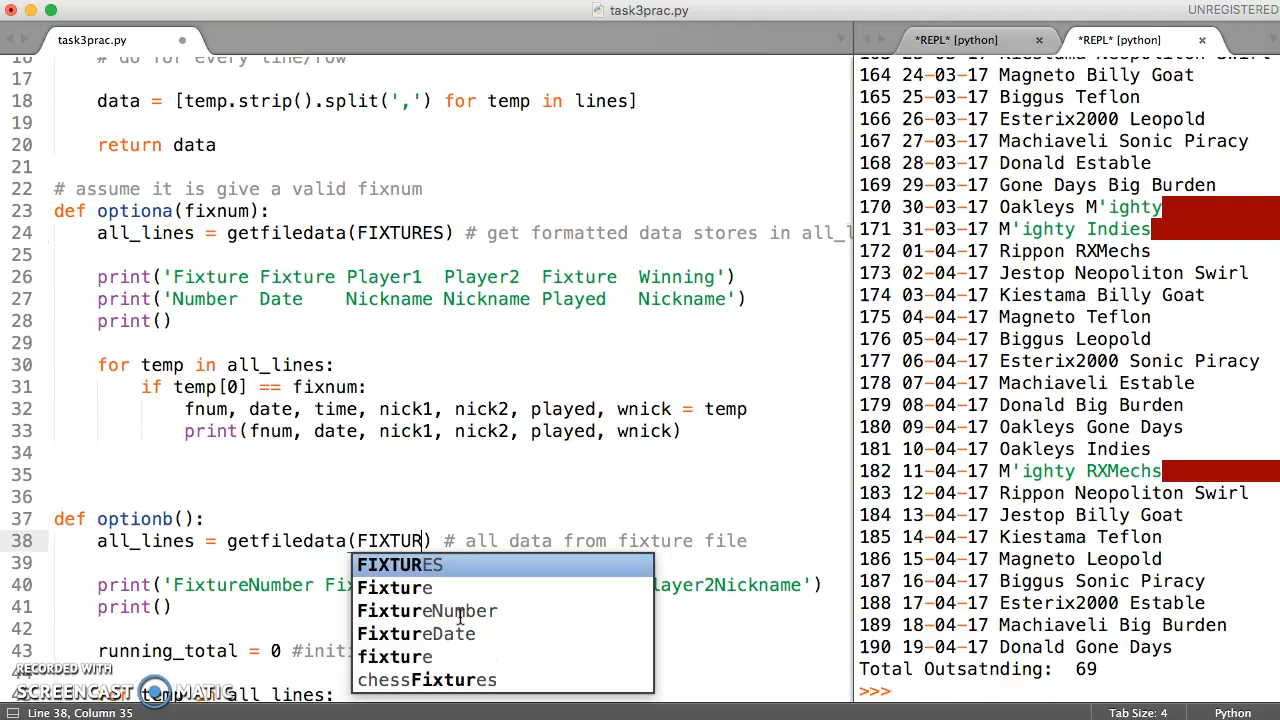 task3prac.py
UNREGISTERED
task3prac.py
*REPL* [python]
*REPL* [python]
16 # do for every line/row
17
18 data = [temp.strip().split(',') for temp in lines]
19
20 return data
21
22 # assume it is give a valid fixnum
23 def optiona(fixnum):
24 all_lines = getfiledata(FIXTURES) # get formatted data stores in all_l
25
26 print('Fixture Fixture Player1  Player2  Fixture  Winning')
27 print('Number  Date    Nickname Nickname Played   Nickname')
28 print()
29
30 for temp in all_lines:
31 if temp[0] == fixnum:
32 fnum, date, time, nick1, nick2, played, wnick = temp
33 print(fnum, date, nick1, nick2, played, wnick)
34
35
36
37 def optionb():
38 all_lines = getfiledata(FIXTUR) # all data from fixture file
40 print('FixtureNumber Fi layer2Nickname')
41 print()
42
43 running_total = 0 #initi
for temp in all_lines:
FIXTURES
Fixture
FixtureNumber
FixtureDate
fixture
chessFixtures
164 24-03-17 Magneto Billy Goat
165 25-03-17 Biggus Teflon
166 26-03-17 Esterix2000 Leopold
167 27-03-17 Machiaveli Sonic Piracy
168 28-03-17 Donald Estable
169 29-03-17 Gone Days Big Burden
170 30-03-17 Oakleys M'ighty
171 31-03-17 M'ighty Indies
172 01-04-17 Rippon RXMechs
173 02-04-17 Jestop Neopoliton Swirl
174 03-04-17 Kiestama Billy Goat
175 04-04-17 Magneto Teflon
176 05-04-17 Biggus Leopold
177 06-04-17 Esterix2000 Sonic Piracy
178 07-04-17 Machiaveli Estable
179 08-04-17 Donald Big Burden
180 09-04-17 Oakleys Gone Days
181 10-04-17 Oakleys Indies
182 11-04-17 M'ighty RXMechs
183 12-04-17 Rippon Neopoliton Swirl
184 13-04-17 Jestop Billy Goat
185 14-04-17 Kiestama Teflon
186 15-04-17 Magneto Leopold
187 16-04-17 Biggus Sonic Piracy
188 17-04-17 Esterix2000 Estable
189 18-04-17 Machiaveli Big Burden
190 19-04-17 Donald Gone Days
Total Outsatnding:  69
>>>
RECORDED WITH
SCREENCAST MATIC
Line 38, Column 35
Tab Size: 4
Python